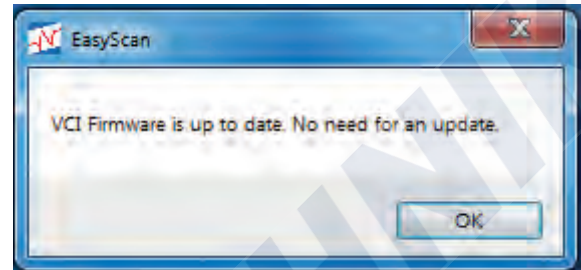 EasyScan
VCI Firmware is up to date. No need for an update.
OK